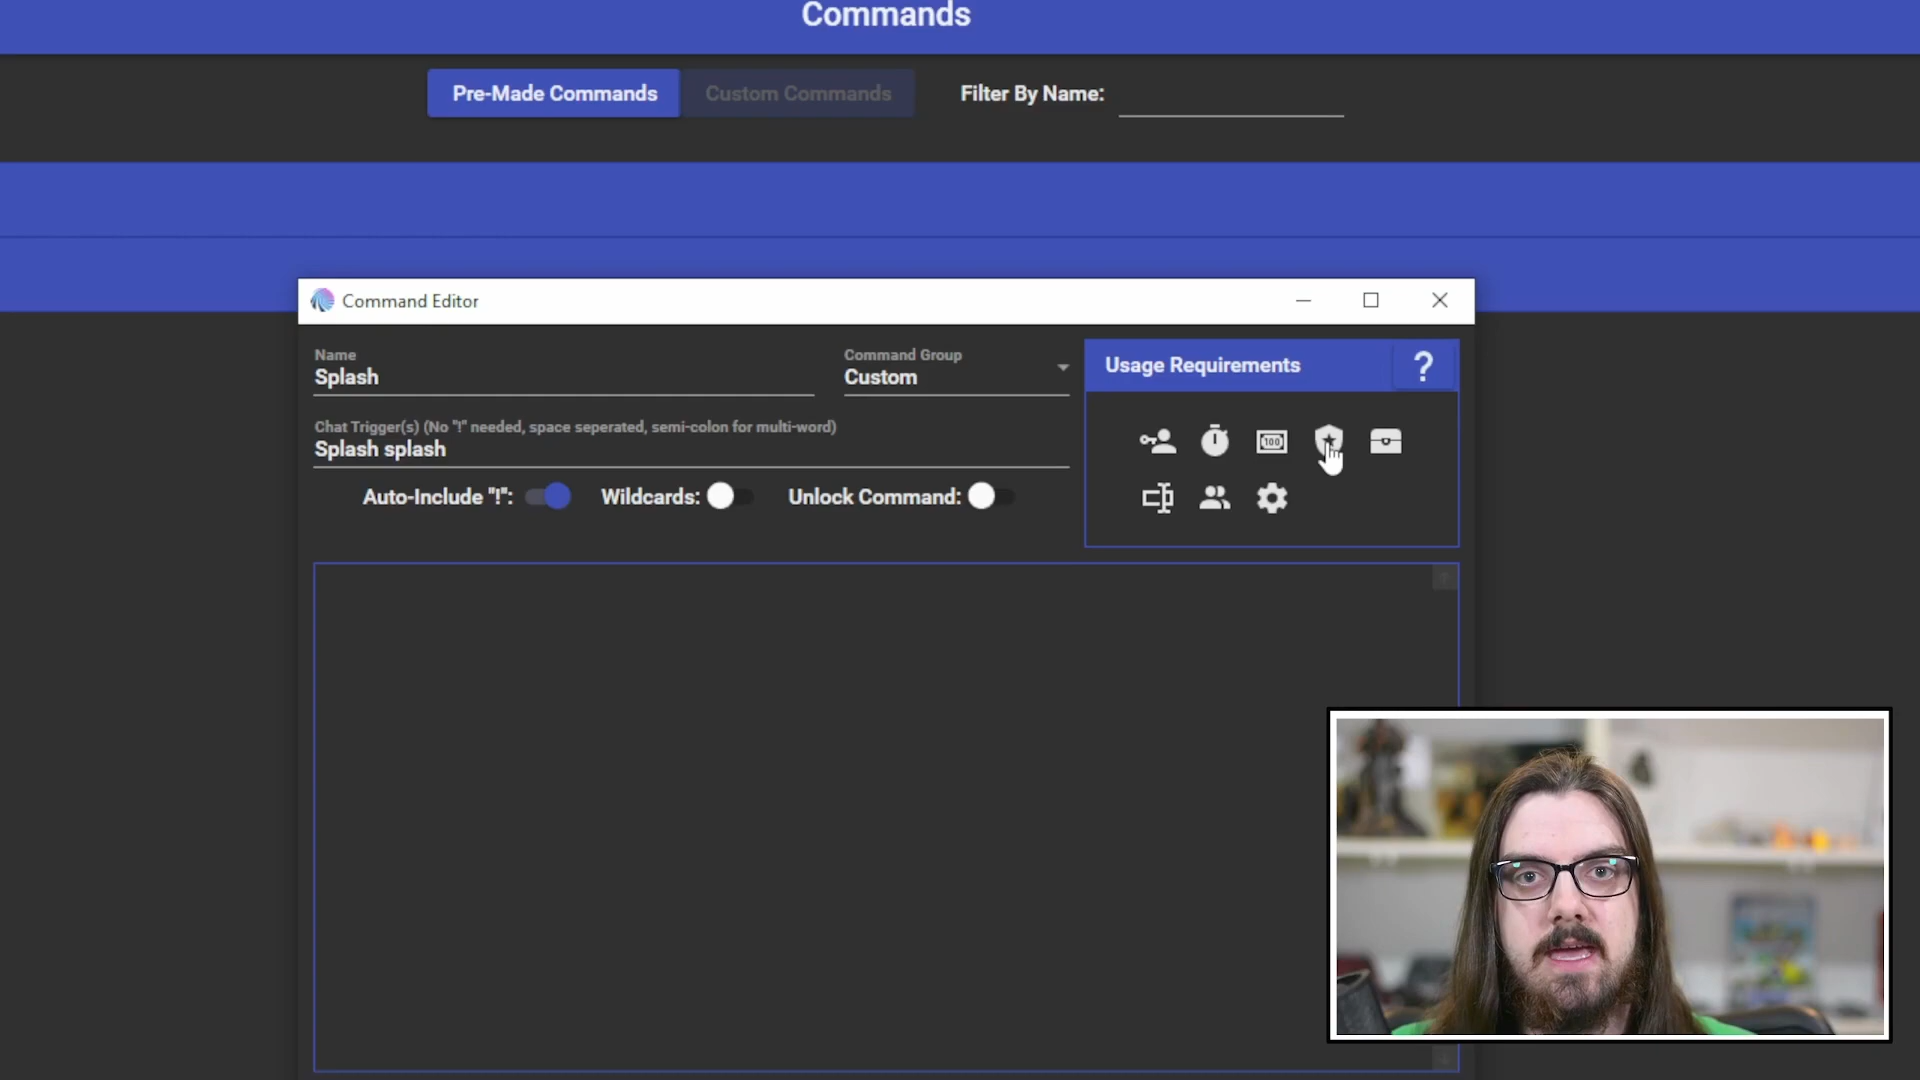 Commands
Pre-Made Commands
Custom Commands
Filter By Name:
Command Editor
Name
Splash
Command Group
Custom
Usage Requirements
?
Chat Trigger(s) (No "!" needed, space seperated, semi-colon for multi-word)
Splash splash
Auto-Include "!":
Wildcards:
Unlock Command:
100